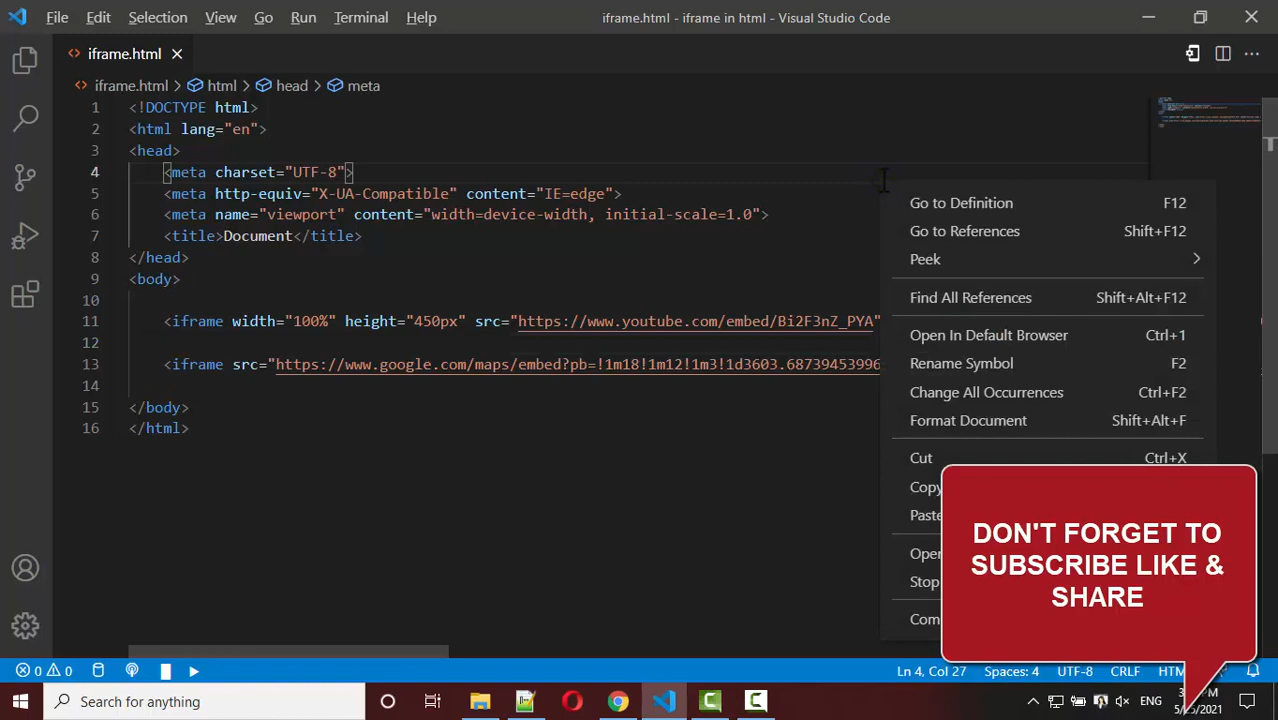 File Edit Selection View Go Run Terminal Help iframe.html - iframe in html - Visual Studio Code
iframe.html
iframe.html > html > head > meta
1 <!DOCTYPE html>
2 <html lang="en">
3 <head>
4 <meta charset="UTF-8">
5 <meta http-equiv="X-UA-Compatible" content="IE=edge">
6 <meta name="viewport" content="width=device-width, initial-scale=1.0">
7 <title>Document</title>
8 </head>
9 <body>
10
11 <iframe width="100%" height="450px" src="https://www.youtube.com/embed/Bi2F3nZ_PYA"
12
13 <iframe src="https://www.google.com/maps/embed?pb=!1m18!1m12!1m3!1d3603.68739453996
14
15 </body>
16 </html>
Go to Definition F12
Go to References Shift+F12
Peek
Find All References Shift+Alt+F12
Open In Default Browser Ctrl+1
Rename Symbol F2
Change All Occurrences Ctrl+F2
Format Document Shift+Alt+F
Cut Ctrl+X
Copy
Paste
Open
Stop
Com
DON'T FORGET TO
SUBSCRIBE LIKE &
SHARE
0 0 Ln 4, Col 27 Spaces: 4 UTF-8 CRLF HTM
Search for anything ENG